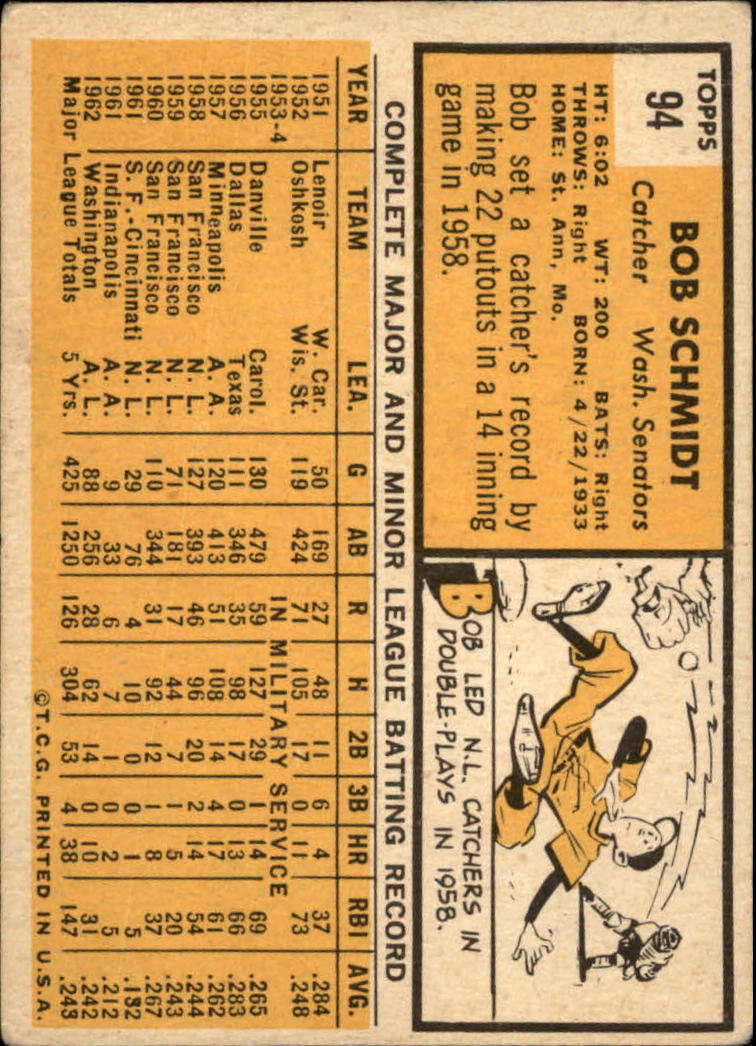 TOPPS
94
BOB SCHMIDT
Catcher Wash. Senators
HT: 6:02 WT: 200 BATS: Right
THROWS: Right BORN: 4/22/1933
HOME: St. Ann, Mo.
Bob set a catcher's record by
making 22 putouts in a 14 inning
game in 1958.
BOB LED N.L. CATCHERS IN
DOUBLE-PLAYS IN 1958.
COMPLETE MAJOR AND MINOR LEAGUE BATTING RECORD
YEAR TEAM LEA. G AB R H 2B 3B HR RBI AVG.
1951 Lenoir W. Car. 50 169 27 48 11 6 4 37 .284
1952 Oshkosh Wis. St. 119 424 71 105 17 0 11 73 .248
1953-4 IN MILITARY SERVICE
1955 Danville Carol. 130 479 59 127 29 1 14 69 .265
1956 Dallas Texas 111 346 35 98 17 0 13 66 .283
1957 Minneapolis A. A. 120 413 51 108 14 4 17 61 .262
1958 San Francisco N. L. 127 393 46 96 20 2 14 54 .244
1959 San Francisco N. L. 71 181 17 44 7 1 5 20 .243
1960 San Francisco N. L. 110 344 31 92 12 1 8 37 .267
1961 S. F.-Cincinnati N. L. 29 76 4 10 0 0 1 5 .132
1961 Indianapolis A. A. 9 33 6 7 1 0 2 5 .212
1962 Washington A. L. 88 256 28 62 14 0 10 31 .242
Major League Totals 5 Yrs. 425 1250 126 304 53 4 38 147 .243
©T.C.G. PRINTED IN U.S.A.